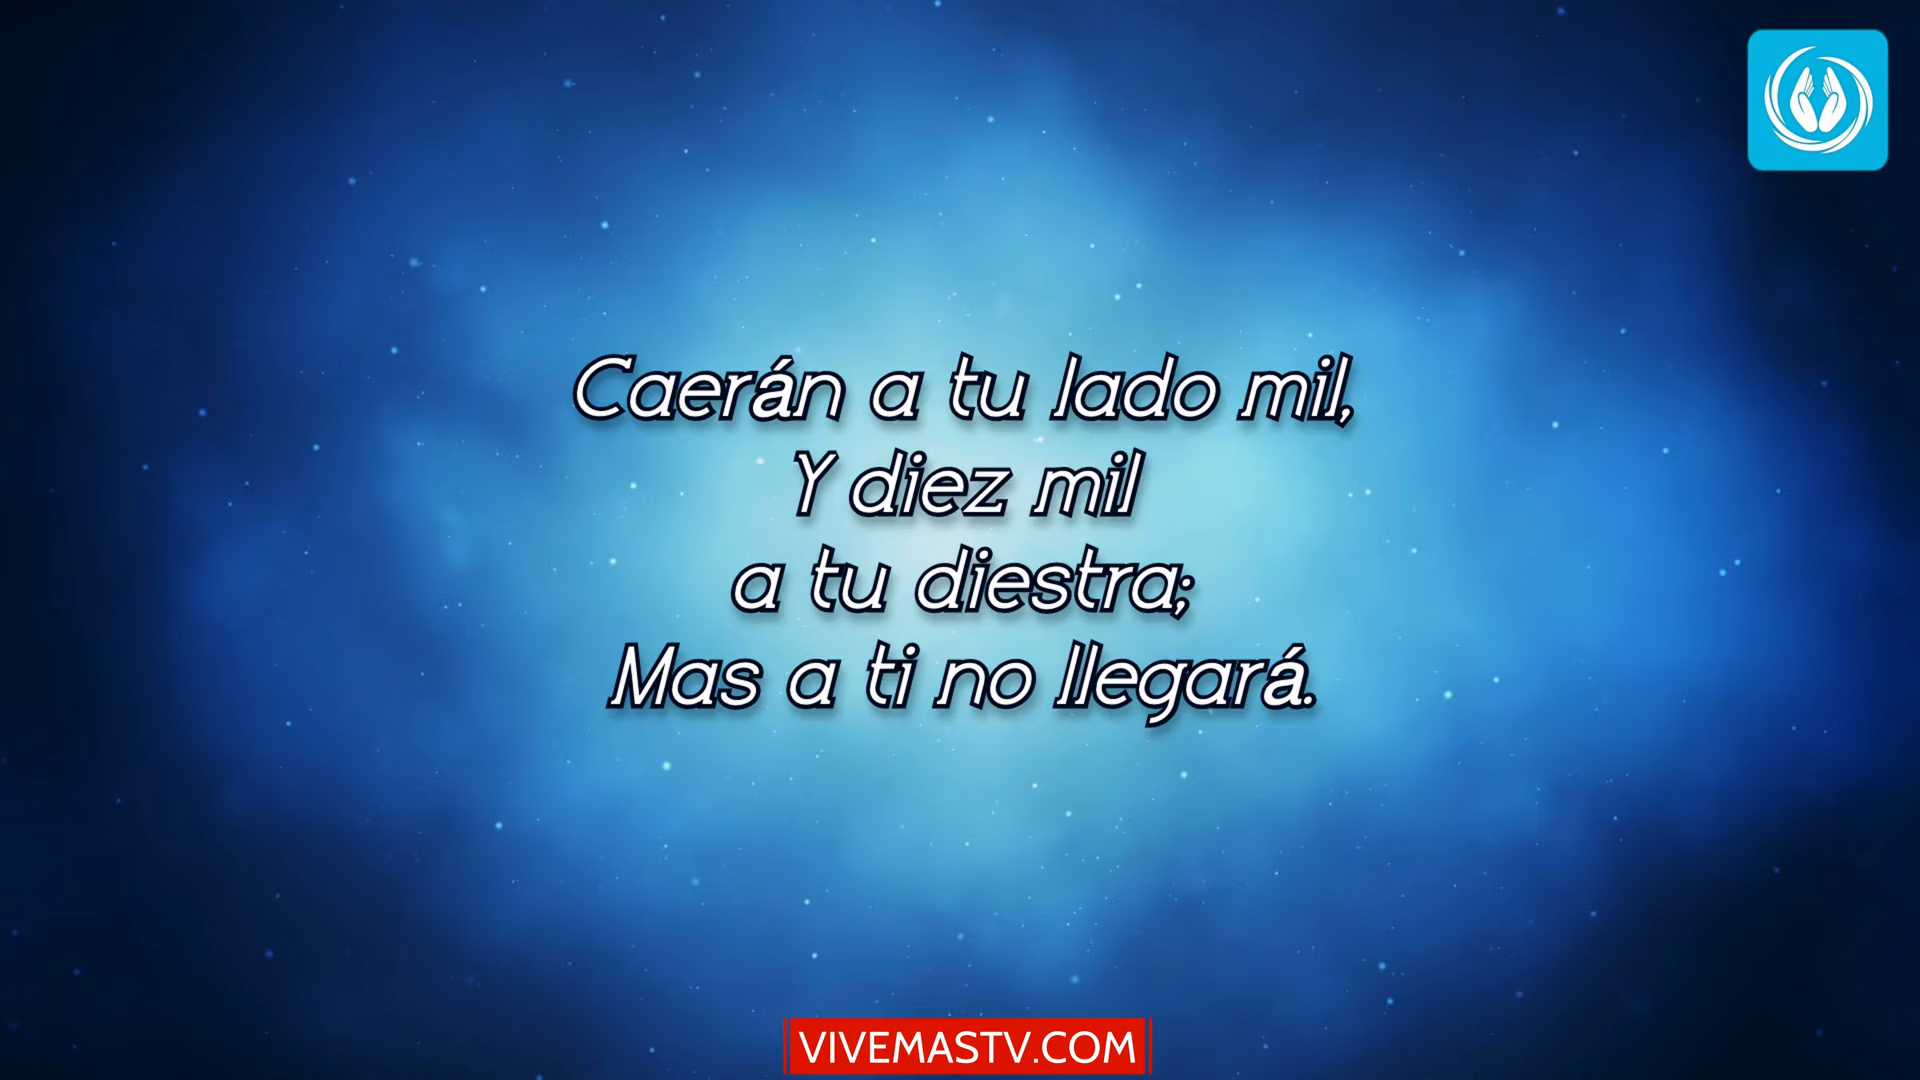 Caerán a tu lado mil,
Y diez mil
a tu diestra;
Mas a ti no llegará.
VIVEMASTV.COM